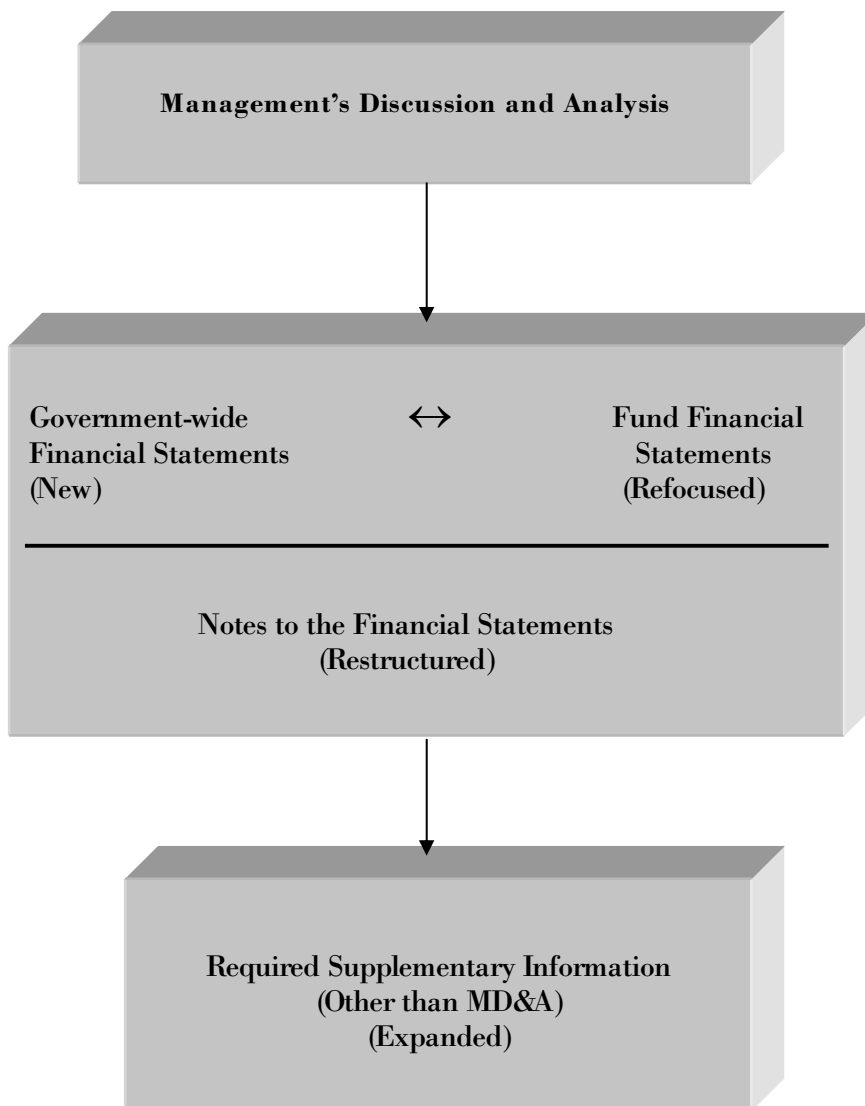 Management's Discussion and Analysis
Government-wide
Financial Statements
(New)
↔
Fund Financial
Statements
(Refocused)
Notes to the Financial Statements
(Restructured)
Required Supplementary Information
(Other than MD&A)
(Expanded)